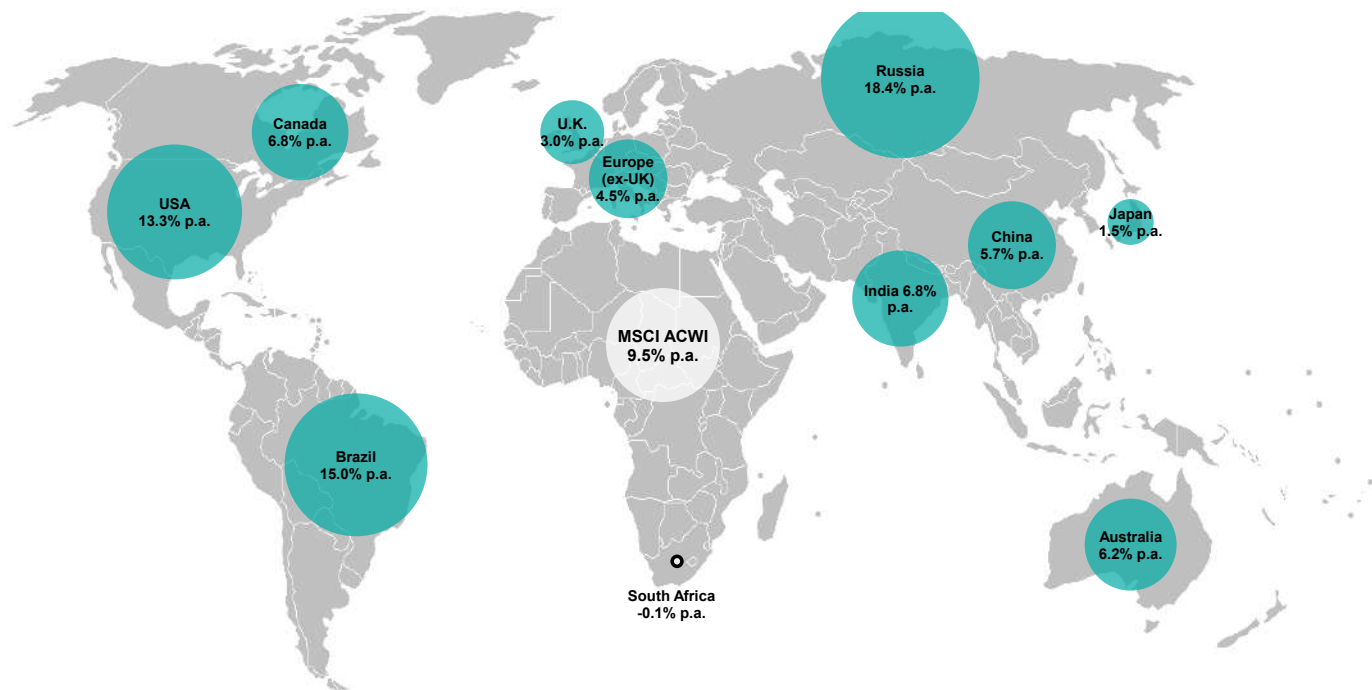 Russia
18.4% p.a.
Canada
6.8% p.a.
U.K.
3.0% p.a.
Europe
(ex-UK)
4.5% p.a.
USA
13.3% p.a.
Japan
1.5% p.a.
China
5.7% p.a.
India 6.8%
p.a.
MSCI ACWI
9.5% p.a.
Brazil
15.0% p.a.
Australia
6.2% p.a.
South Africa
-0.1% p.a.